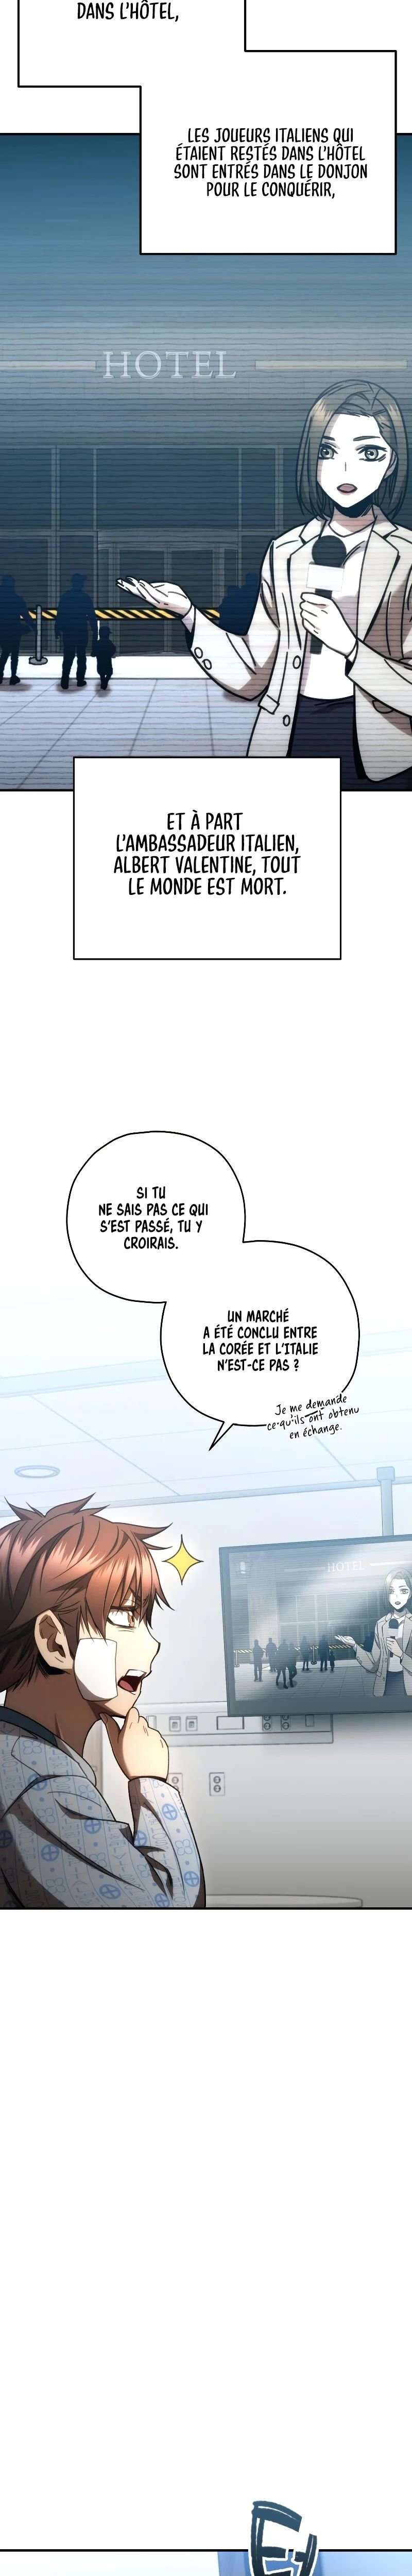 DANS L'HÔTEL,
LES JOUEURS ITALIENS QUI
ÉTAIENT RESTÉS DANS L'HÔTEL
SONT ENTRÉS DANS LE DONJON
POUR LE CONQUÉRIR,
HOTEL
ET À PART
L'AMBASSADEUR ITALIEN,
ALBERT VALENTINE, TOUT
LE MONDE EST MORT.
SI TU
NE SAIS PAS CE QUI
S'EST PASSÉ, TU Y
CROIRAIS.
UN MARCHÉ
A ÉTÉ CONCLU ENTRE
LA CORÉE ET L'ITALIE
N'EST-CE PAS ?
Je me demande
ce qu'ils ont obtenu
en échange.
HOTEL